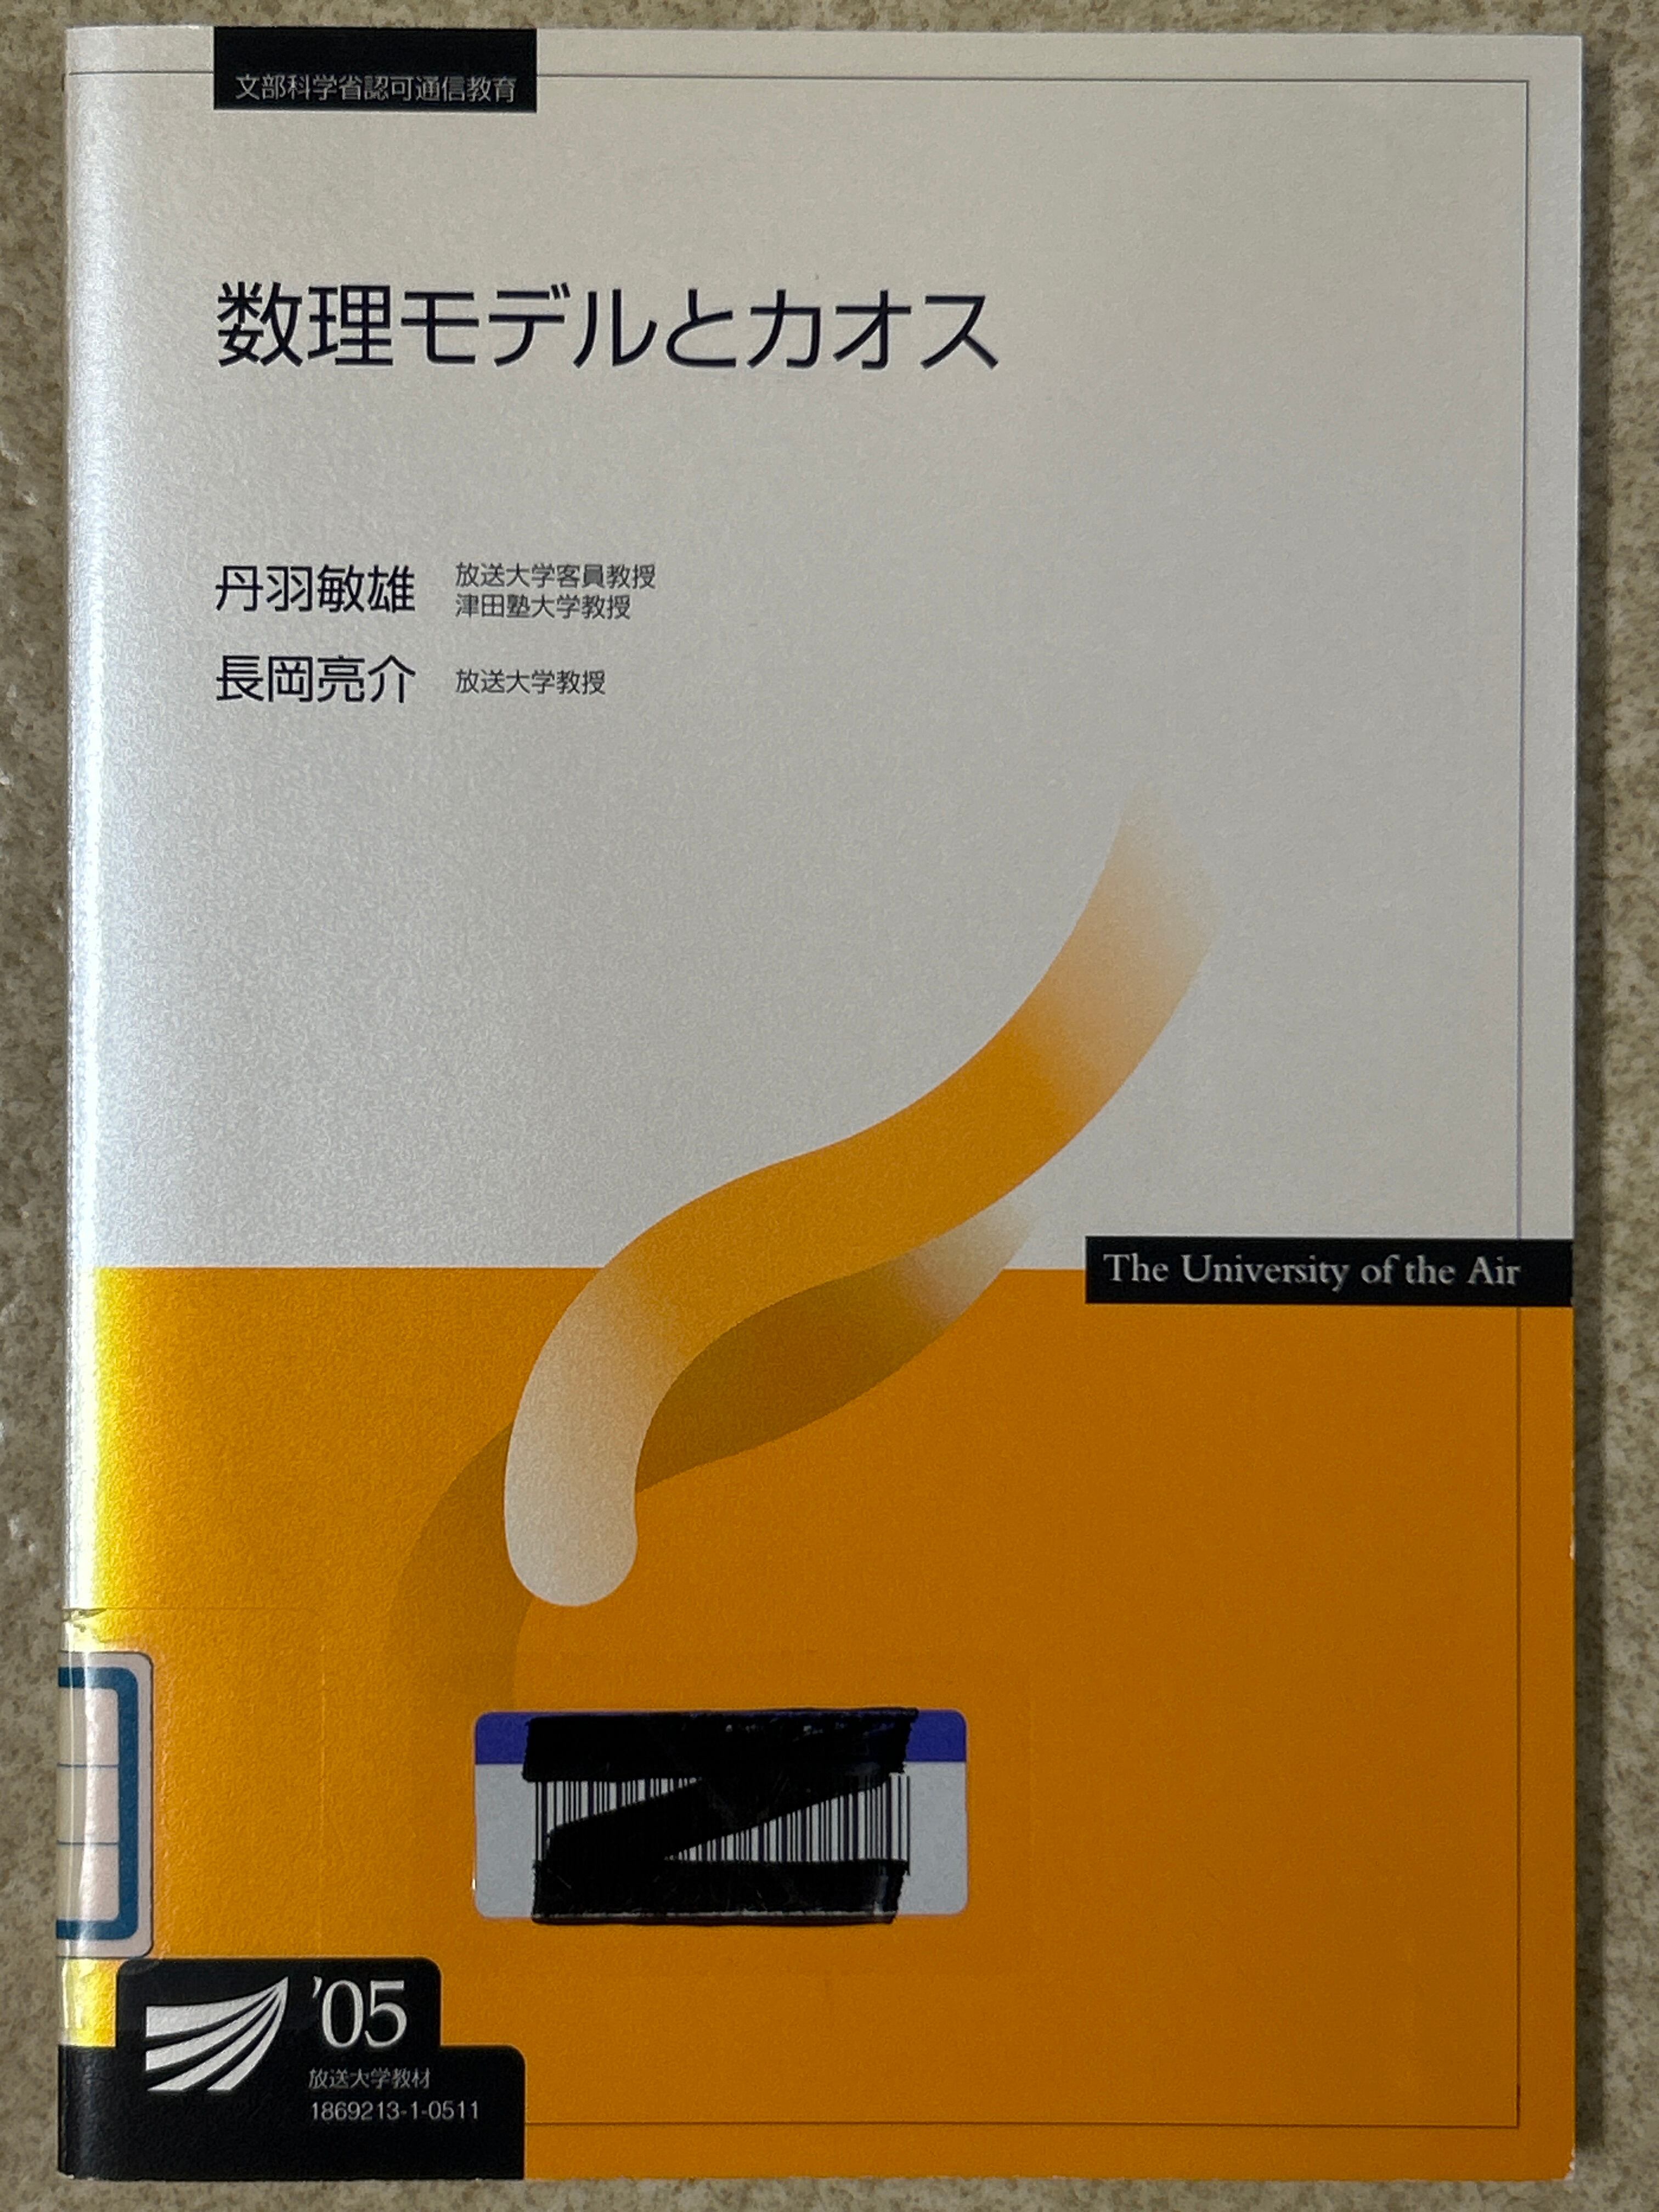 文部科学省認可通信教育
数理モデルとカオス
丹羽敏雄 放送大学客員教授
津田塾大学教授
長岡亮介 放送大学教授
The University of the Air
'05
放送大学教材
1869213-1-0511